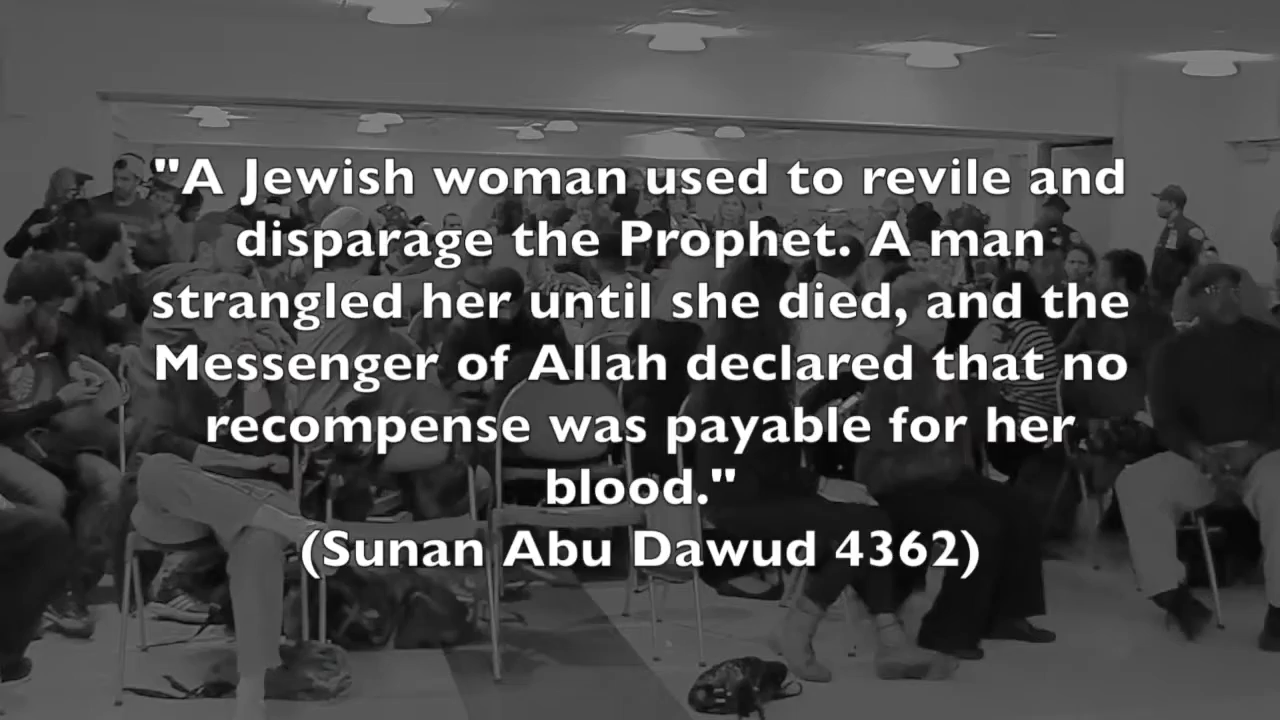 "A Jewish woman used to revile and
disparage the Prophet. A man
strangled her until she died, and the
Messenger of Allah declared that no
recompense was payable for her
blood."
(Sunan Abu Dawud 4362)